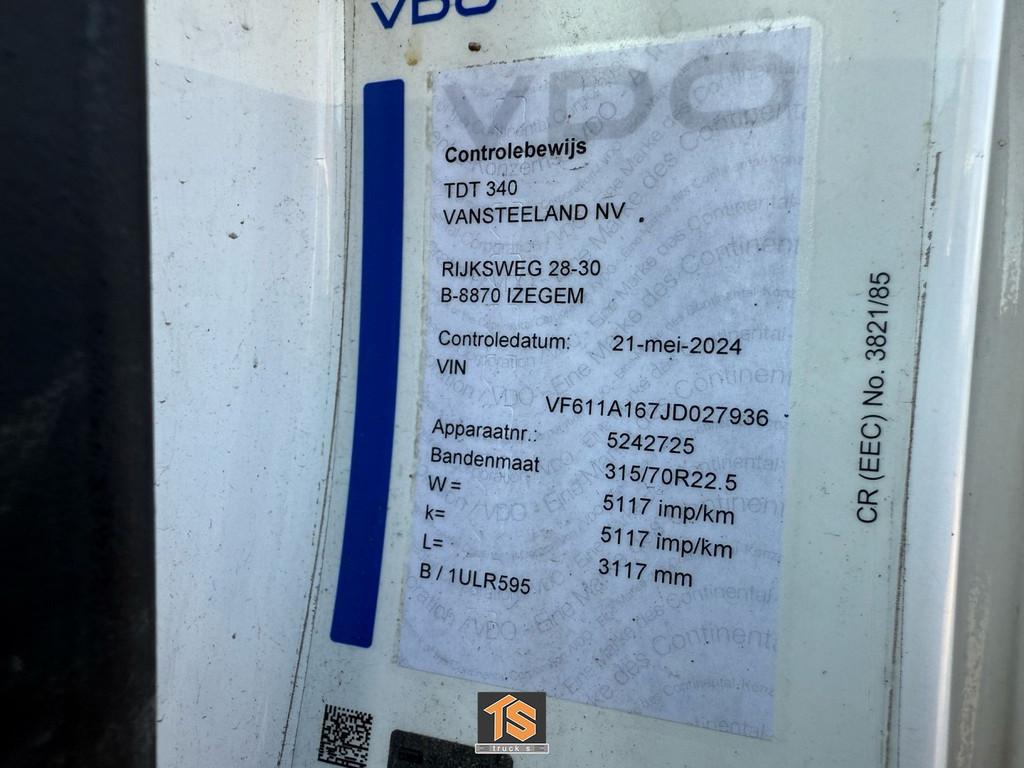 VDO
VDO
Controlebewijs
TDT 340
VANSTEELAND NV
RIJKSWEG 28-30
B-8870 IZEGEM
Controledatum: 21-mei-2024
VIN
VF611A167JD027936
Apparaatnr.: 5242725
Bandenmaat 315/70R22.5
W= 5117 imp/km
k= 5117 imp/km
L= 3117 mm
B / 1ULR595
CR (EEC) No. 3821/85
TS
trucks